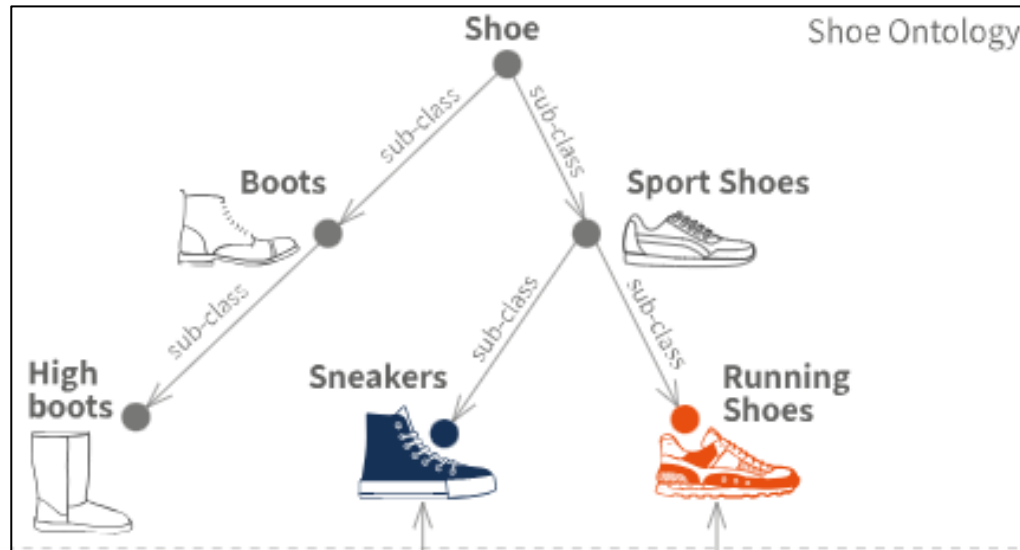 Shoe
Shoe Ontology
sub-class
sub-class
Boots
Sport Shoes
sub-class
sub-class
sub-class
High
boots
Sneakers
Running
Shoes